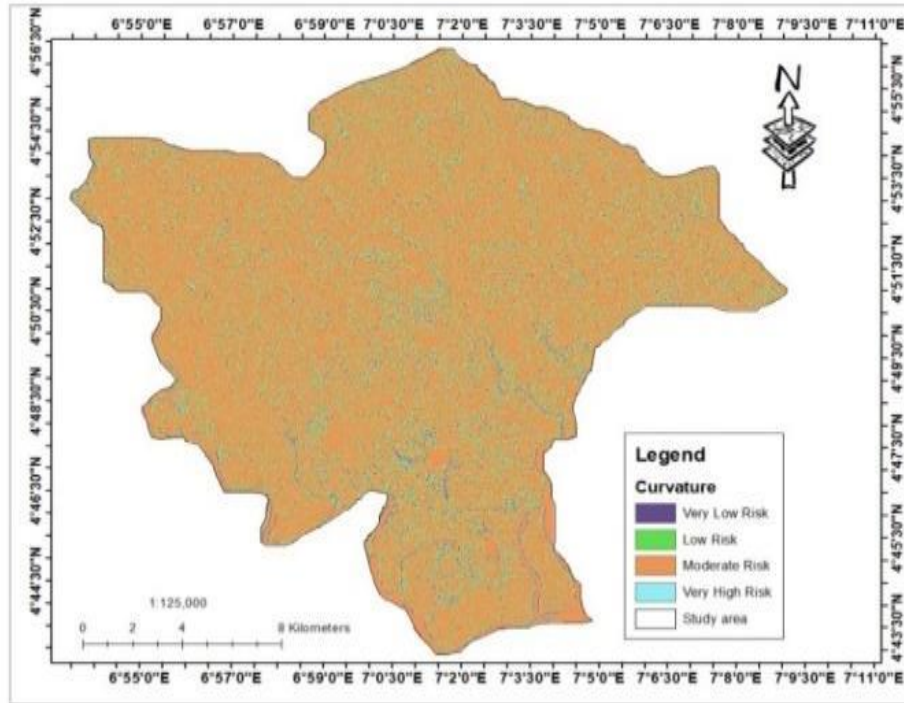 6°55'0"E 6°57'0"E 6°59'0"E 7°0'30"E 7°2'0"E 7°3'30"E 7°5'0"E 7°6'30"E 7°8'0"E 7°9'30"E 7°11'0"E
4°56'30"N
4°54'30"N
4°52'30"N
4°50'30"N
4°48'30"N
4°46'30"N
4°44'30"N
N
4°55'30"N
4°53'30"N
4°51'30"N
4°49'30"N
4°47'30"N
4°45'30"N
4°43'30"N
Legend
Curvature
Very Low Risk
Low Risk
Moderate Risk
Very High Risk
Study area
1:125,000
0 2 4 8 Kilometers
6°55'0"E 6°57'0"E 6°59'0"E 7°0'30"E 7°2'0"E 7°3'30"E 7°5'0"E 7°6'30"E 7°8'0"E 7°9'30"E 7°11'0"E